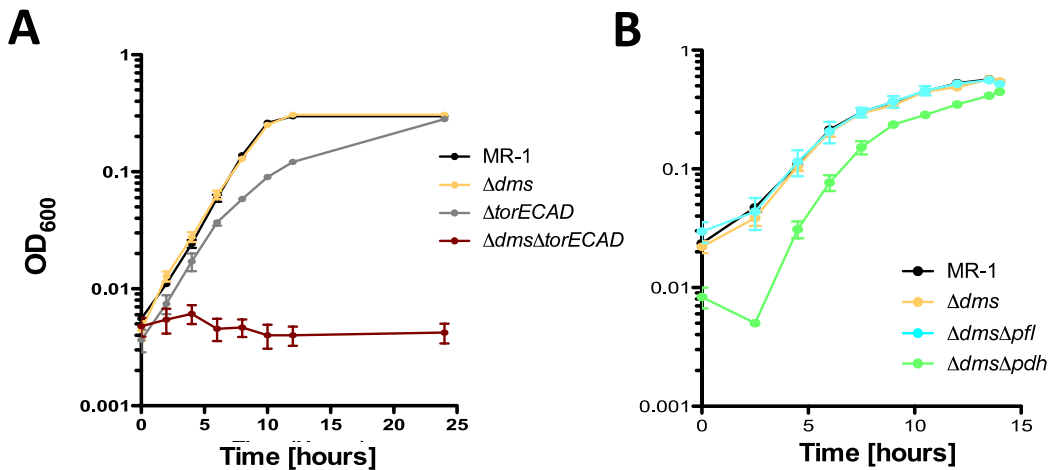 A
OD600
1
0.1
0.01
0.001
0 5 10 15 20 25
Time [hours]
MR-1
Δdms
ΔtorECAD
ΔdmsΔtorECAD
B
1
0.1
0.01
0.001
0 5 10 15
Time [hours]
MR-1
Δdms
ΔdmsΔpfl
ΔdmsΔpdh